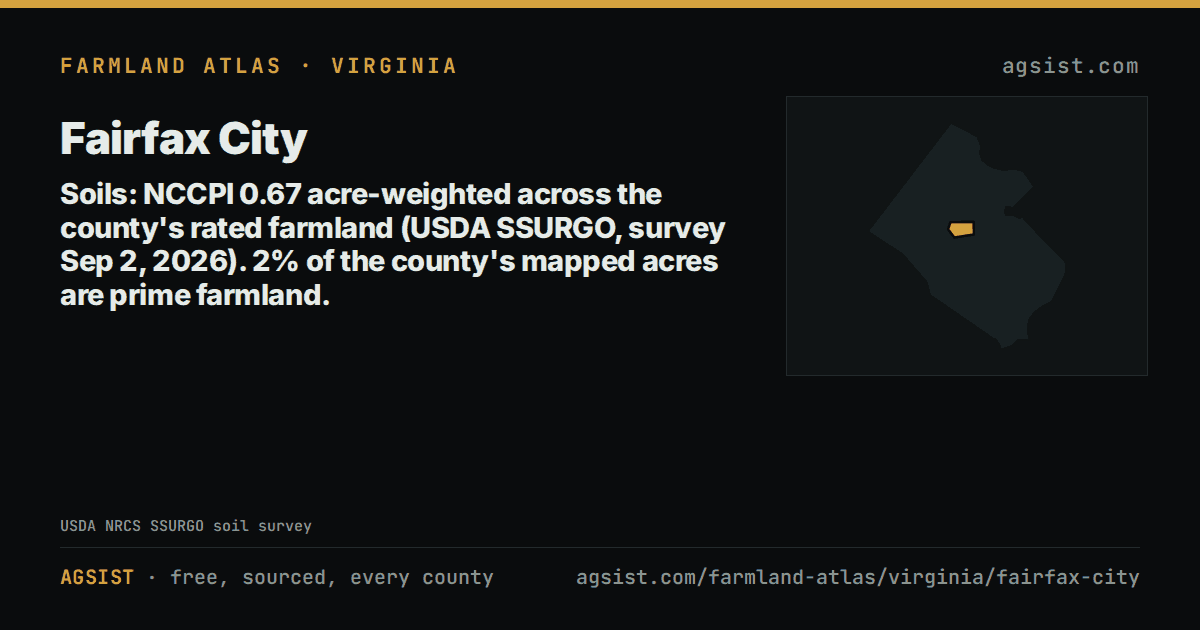 FARMLAND ATLAS · VIRGINIA
agsist.com
Fairfax City
Soils: NCCPI 0.67 acre-weighted across the
county's rated farmland (USDA SSURGO, survey
Sep 2, 2026). 2% of the county's mapped acres
are prime farmland.
USDA NRCS SSURGO soil survey
AGSIST · free, sourced, every county
agsist.com/farmland-atlas/virginia/fairfax-city